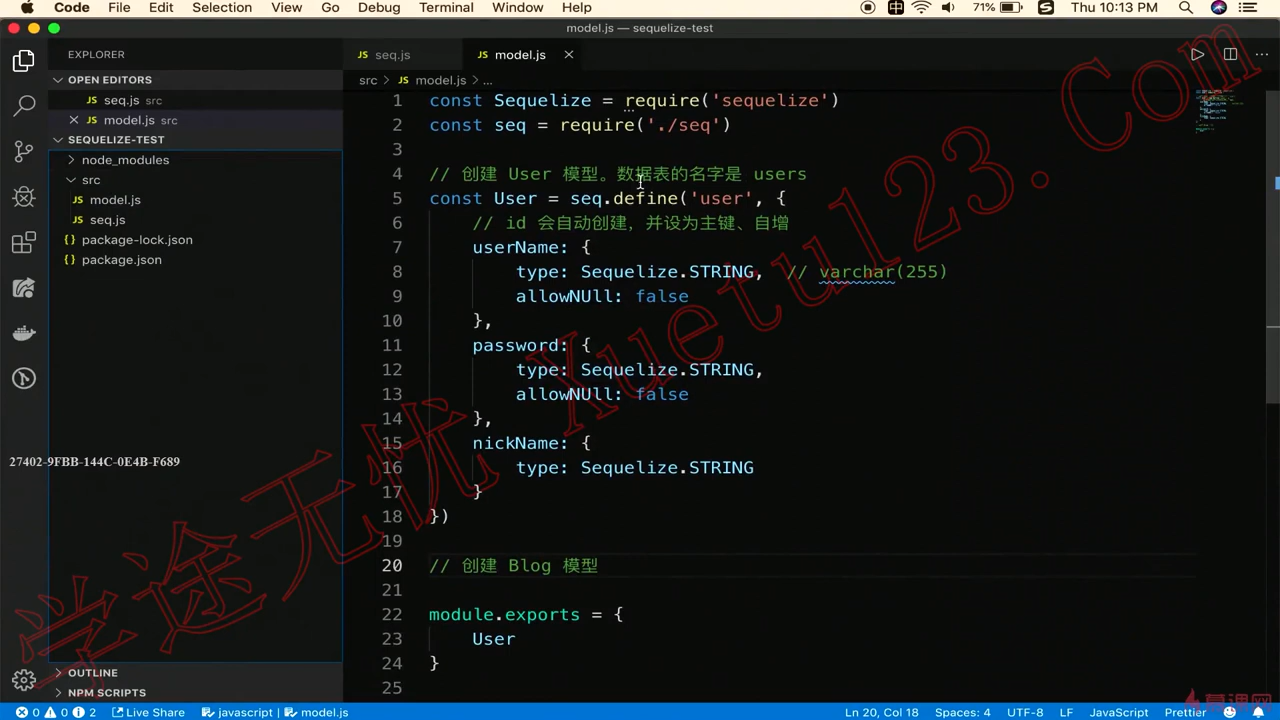 Code File Edit Selection View Go Debug Terminal Window Help 中 71% S Thu 10:13 PM
model.js — sequelize-test
EXPLORER
OPEN EDITORS
JS seq.js src
JS model.js src
SEQUELIZE-TEST
node_modules
src
JS model.js
JS seq.js
{} package-lock.json
{} package.json
27402-9FBB-144C-0E4B-F689
OUTLINE
NPM SCRIPTS
JS seq.js JS model.js
src > JS model.js > ...
1 const Sequelize = require('sequelize')
2 const seq = require('./seq')
3
4 // 创建 User 模型。数据表的名字是 users
5 const User = seq.define('user', {
6 // id 会自动创建，并设为主键、自增
7 userName: {
8 type: Sequelize.STRING, // varchar(255)
9 allowNUll: false
10 },
11 password: {
12 type: Sequelize.STRING,
13 allowNUll: false
14 },
15 nickName: {
16 type: Sequelize.STRING
17 }
18 })
19
20 // 创建 Blog 模型
21
22 module.exports = {
23 User
24 }
25
学途无忧 Xuetu123.Com
慕课网
0 0 2 Live Share javascript | model.js Ln 20, Col 18 Spaces: 4 UTF-8 LF JavaScript Prettier